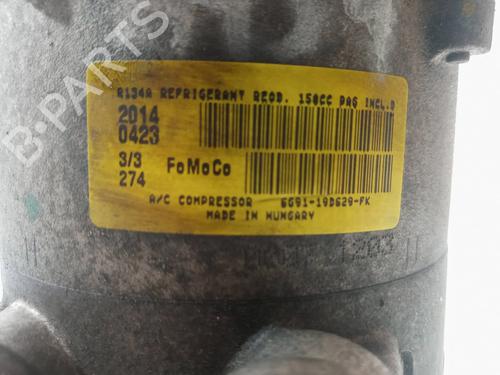 R134A REFRIGERANT REQD. 150CC PAG INCL.D
2014
0423
3/3 FoMoCo
274
A/C COMPRESSOR 6G91-19D629-FK
MADE IN HUNGARY
1203
B-PARTS